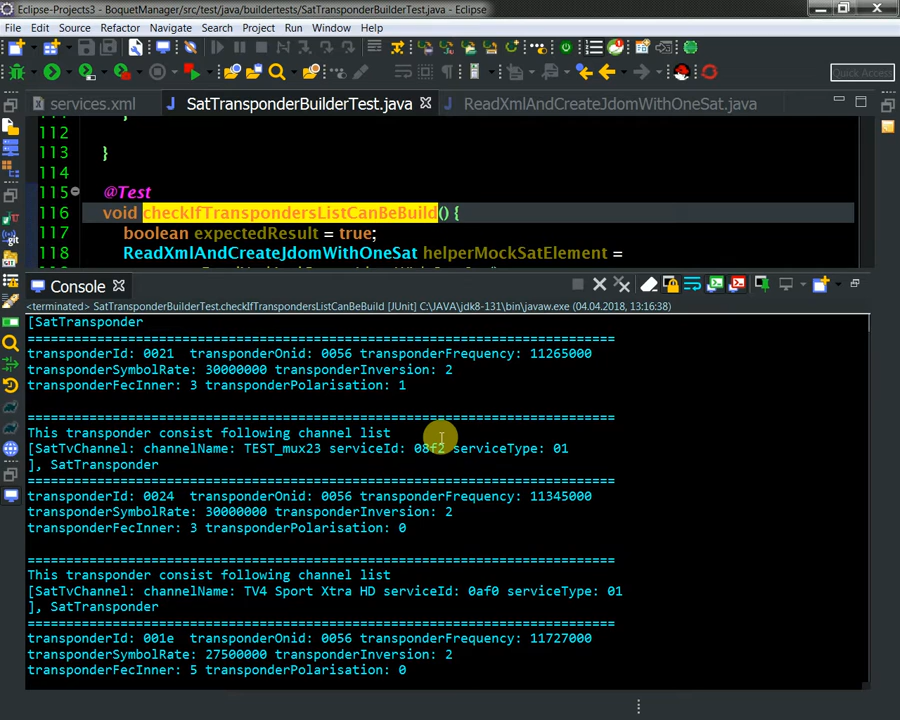 Eclipse-Projects3 - BoquetManager/src/test/java/buildertests/SatTransponderBuilderTest.java - Eclipse
File Edit Source Refactor Navigate Search Project Run Window Help
Quick Access
services.xml SatTransponderBuilderTest.java ReadXmlAndCreateJdomWithOneSat.java
112
113 }
114
115 @Test
116 void checkIfTranspondersListCanBeBuild() {
117 boolean expectedResult = true;
118 ReadXmlAndCreateJdomWithOneSat helperMockSatElement =
Console
<terminated> SatTransponderBuilderTest.checkIfTranspondersListCanBeBuild [JUnit] C:\JAVA\jdk8-131\bin\javaw.exe (04.04.2018, 13:16:38)
[SatTransponder
===============================================================
transponderId: 0021  transponderOnid: 0056 transponderFrequency: 11265000
transponderSymbolRate: 30000000 transponderInversion: 2
transponderFecInner: 3 transponderPolarisation: 1
===============================================================
This transponder consist following channel list
[SatTvChannel: channelName: TEST_mux23 serviceId: 08f2 serviceType: 01
], SatTransponder
===============================================================
transponderId: 0024  transponderOnid: 0056 transponderFrequency: 11345000
transponderSymbolRate: 30000000 transponderInversion: 2
transponderFecInner: 3 transponderPolarisation: 0
===============================================================
This transponder consist following channel list
[SatTvChannel: channelName: TV4 Sport Xtra HD serviceId: 0af0 serviceType: 01
], SatTransponder
===============================================================
transponderId: 001e  transponderOnid: 0056 transponderFrequency: 11727000
transponderSymbolRate: 27500000 transponderInversion: 2
transponderFecInner: 5 transponderPolarisation: 0